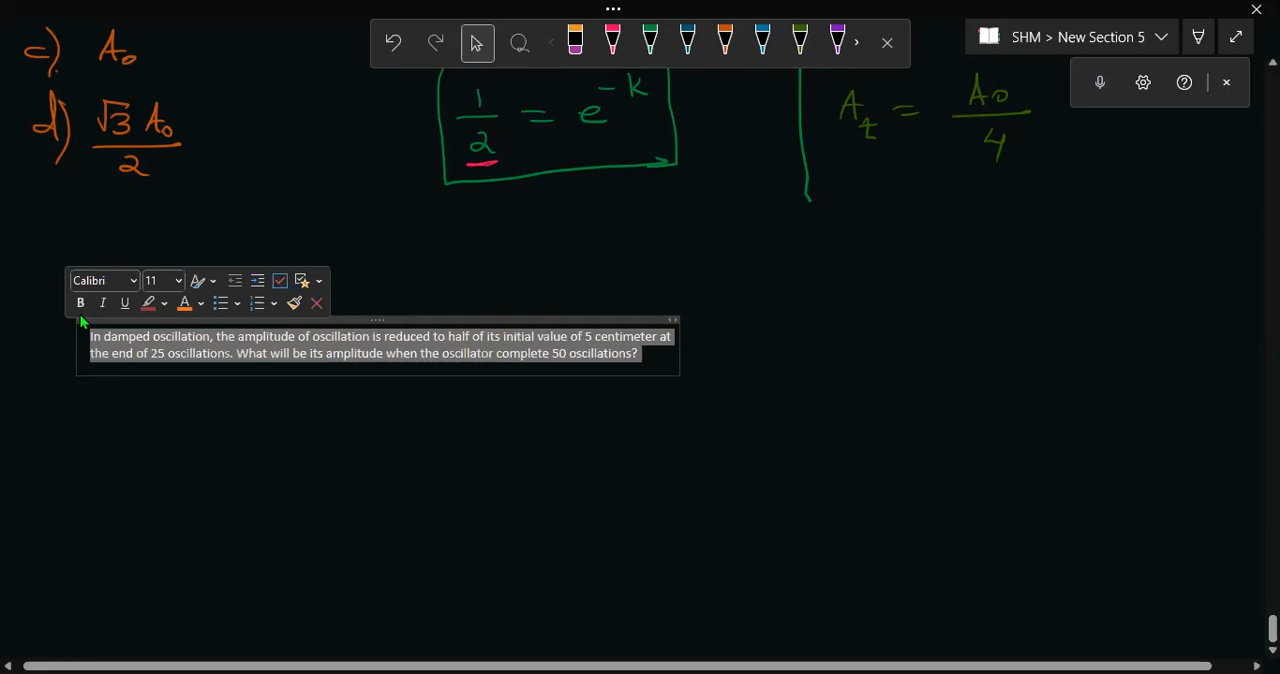 SHM > New Section 5
c) A₀
d) √3 A₀ / 2
1/2 = e^-k
A_t = A₀/4
Calibri 11
B I U A
In damped oscillation, the amplitude of oscillation is reduced to half of its initial value of 5 centimeter at
the end of 25 oscillations. What will be its amplitude when the oscillator complete 50 oscillations?